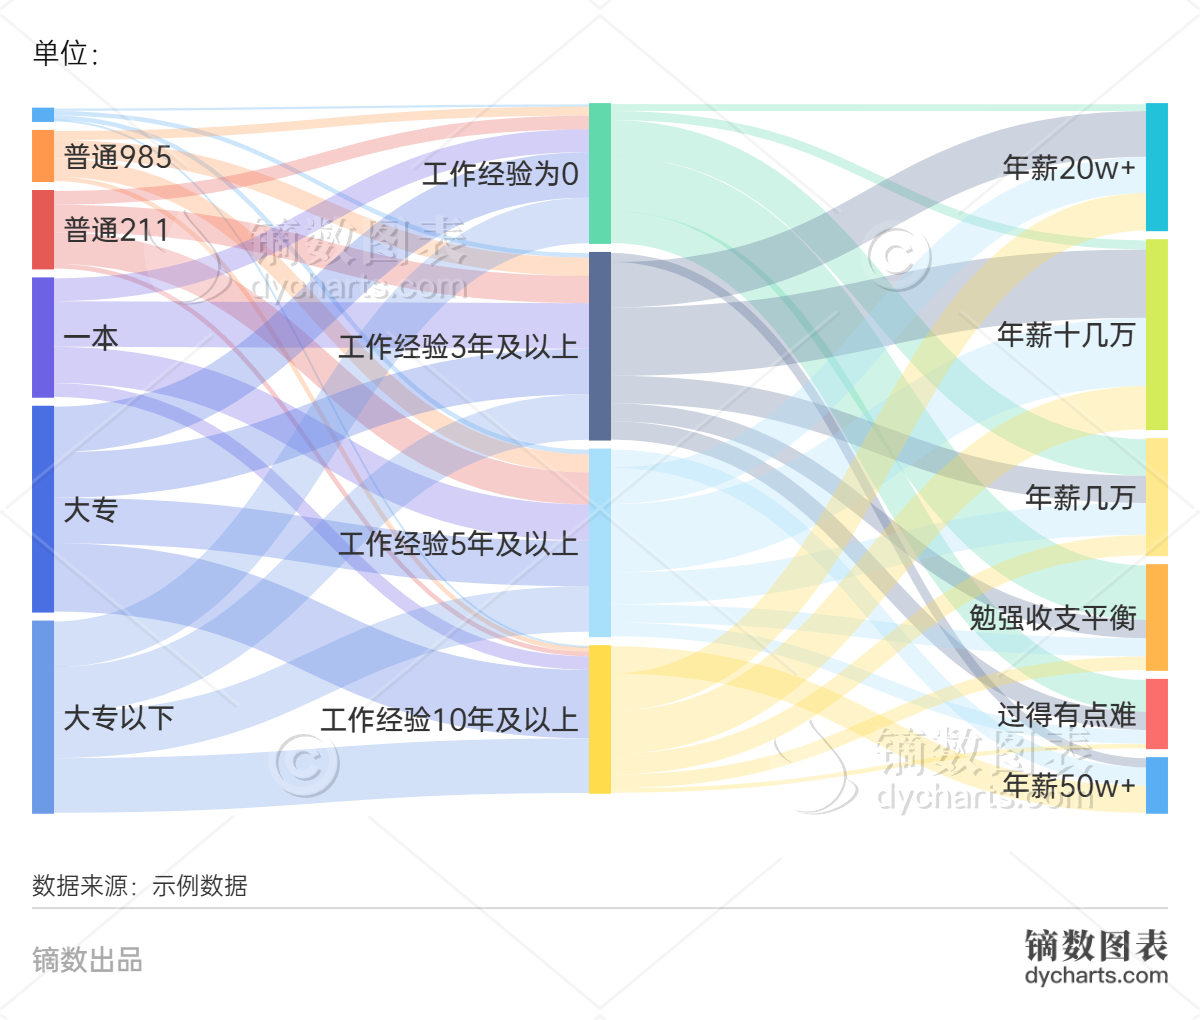 单位：
普通985
普通211
一本
大专
大专以下
工作经验为0
工作经验3年及以上
工作经验5年及以上
工作经验10年及以上
年薪20w+
年薪十几万
年薪几万
勉强收支平衡
过得有点难
年薪50w+
镝数图表
dycharts.com
©
©
镝数图表
dycharts.com
数据来源：示例数据
镝数出品
镝数图表
dycharts.com